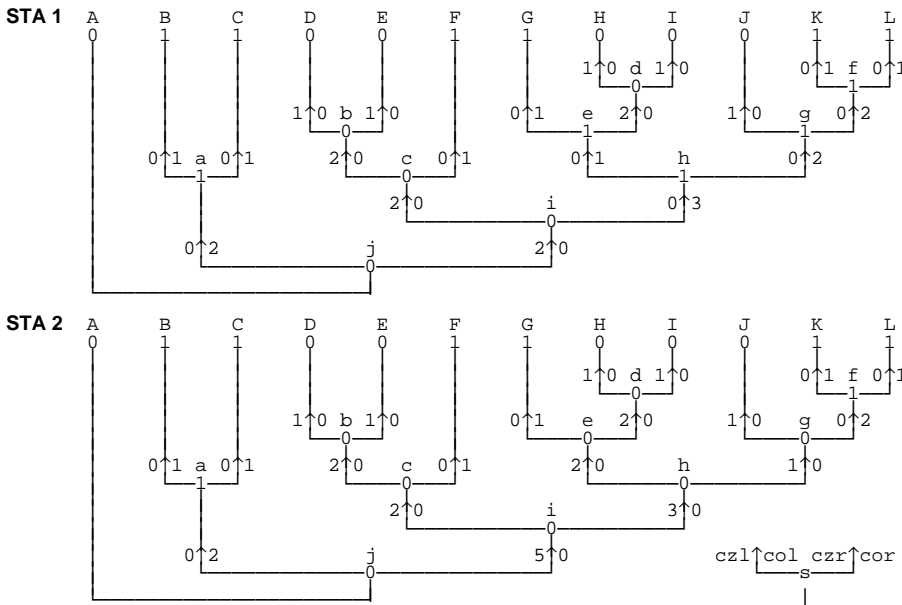 STA 1 A B C D E F G H I J K L
0 1 1 0 0 1 1 0 0 0 1 1
1↑0 d 1↑0 0↑1 f 0↑1
0 1
1↑0 b 1↑0 0↑1 e 2↑0 1↑0 g 0↑2
0 1 1
0↑1 a 0↑1 2↑0 c 0↑1 0↑1 h 0↑2
1 0 1
2↑0 i 0↑3
0
0↑2 j 2↑0
0
STA 2 A B C D E F G H I J K L
0 1 1 0 0 1 1 0 0 0 1 1
1↑0 d 1↑0 0↑1 f 0↑1
0 1
1↑0 b 1↑0 0↑1 e 2↑0 1↑0 g 0↑2
0 0 0
0↑1 a 0↑1 2↑0 c 0↑1 2↑0 h 1↑0
1 0 0
2↑0 i 3↑0
0
0↑2 j 5↑0 czl↑col czr↑cor
0 s